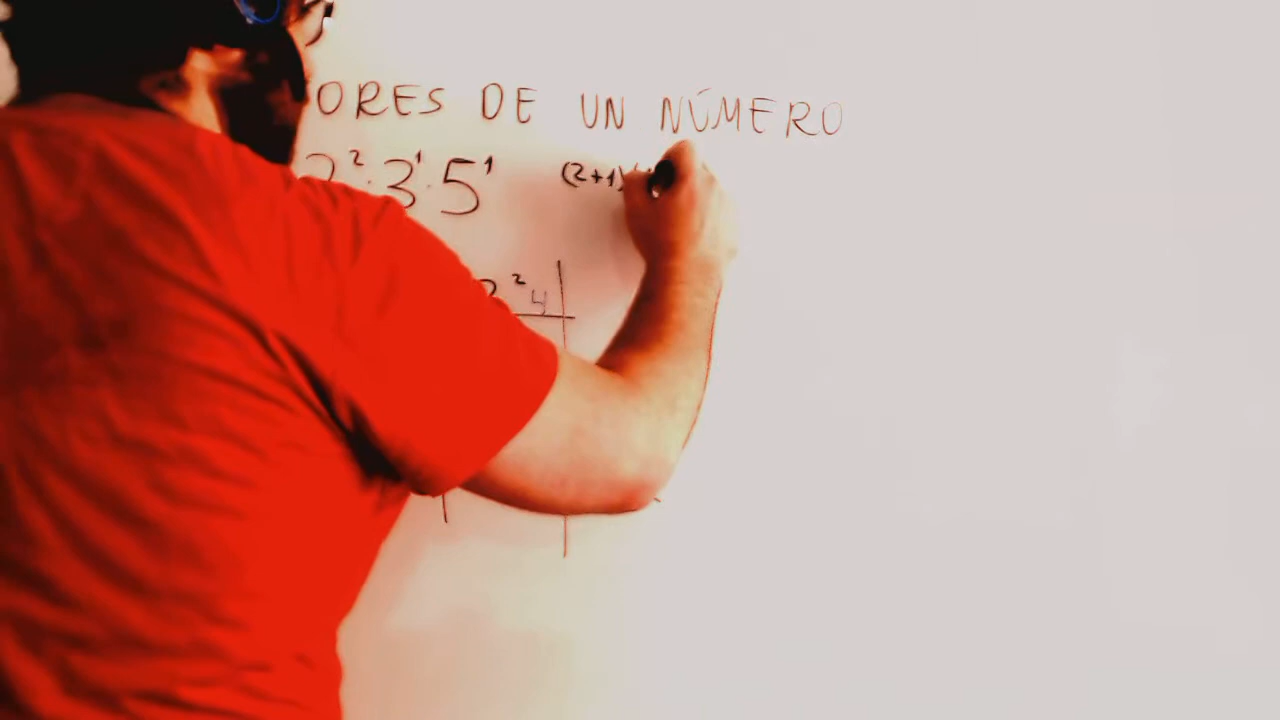 ORES DE UN NÚMERO
2² · 3¹ · 5¹ (2+1)
2² 4